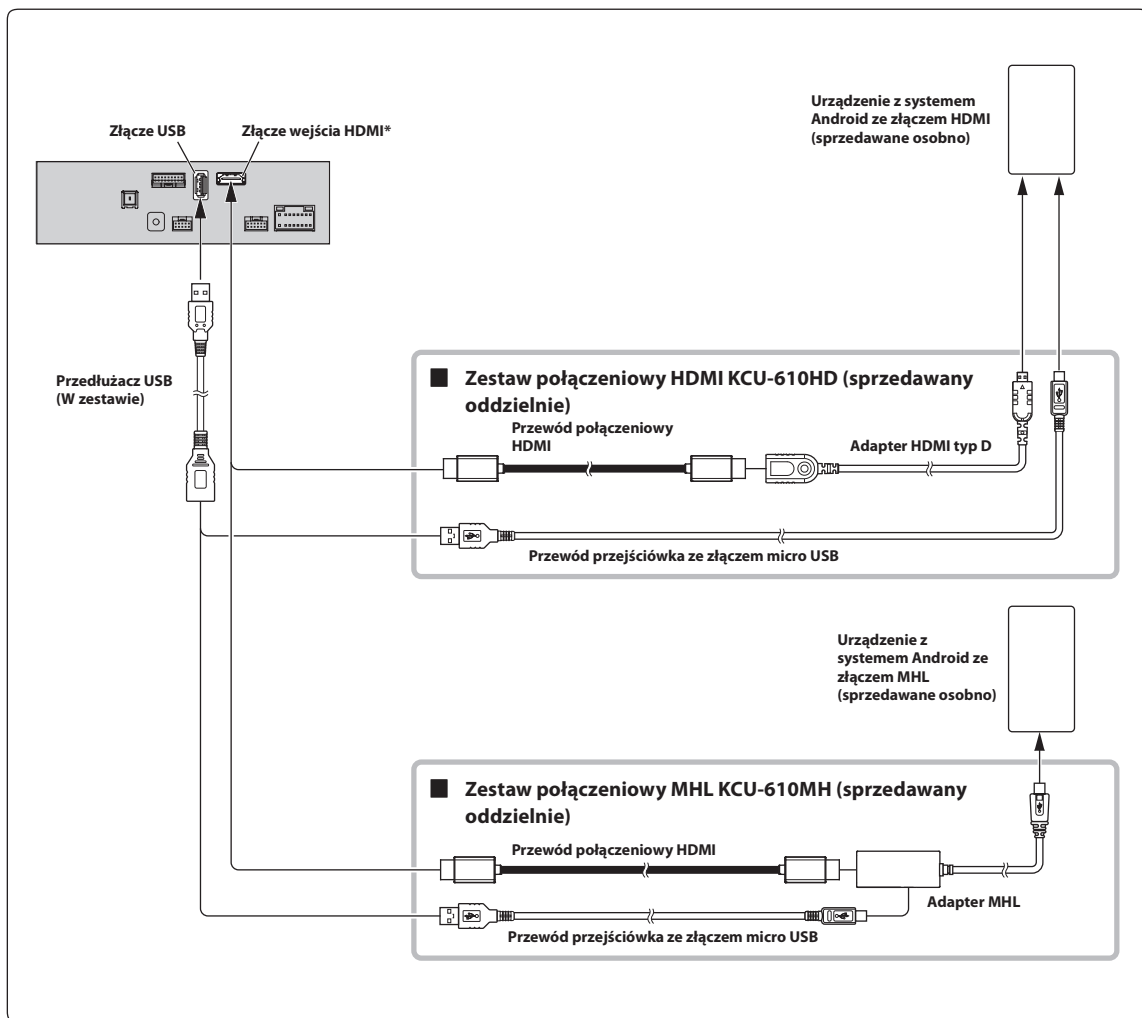 Złącze USB
Złącze wejścia HDMI*
Urządzenie z systemem
Android ze złączem HDMI
(sprzedawane osobno)
Przedłużacz USB
(W zestawie)
■ Zestaw połączeniowy HDMI KCU-610HD (sprzedawany
oddzielnie)
Przewód połączeniowy
HDMI
Adapter HDMI typ D
Przewód przejściówka ze złączem micro USB
Urządzenie z
systemem Android ze
złączem MHL
(sprzedawane osobno)
■ Zestaw połączeniowy MHL KCU-610MH (sprzedawany
oddzielnie)
Przewód połączeniowy HDMI
Adapter MHL
Przewód przejściówka ze złączem micro USB